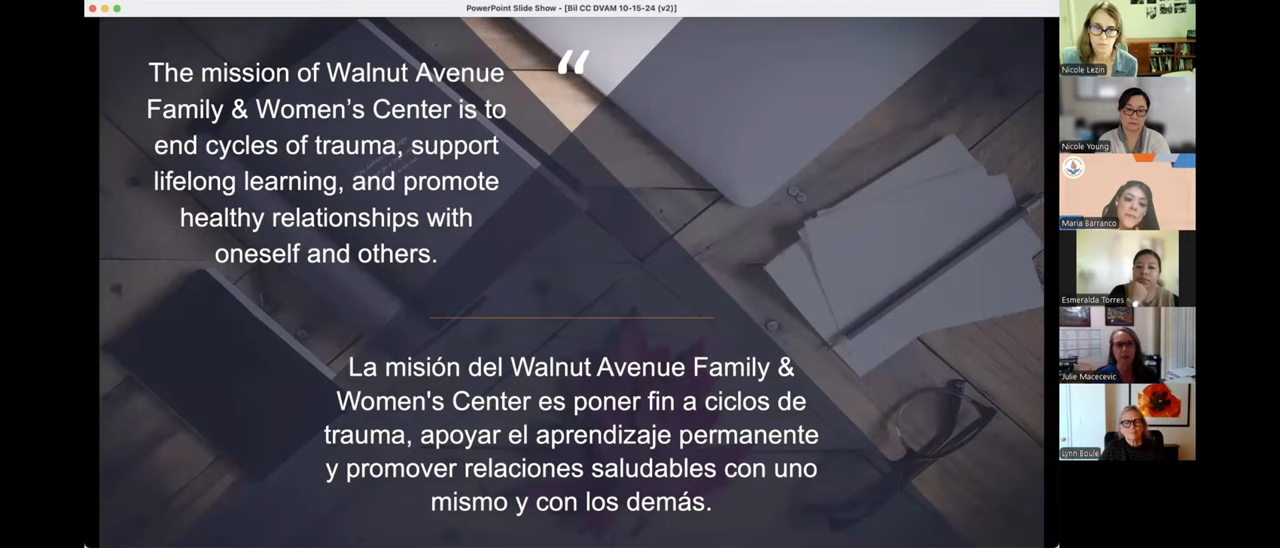 PowerPoint Slide Show - [Bil CC DVAM 10-15-24 (v2)]
The mission of Walnut Avenue
Family & Women’s Center is to
end cycles of trauma, support
lifelong learning, and promote
healthy relationships with
oneself and others.
“
La misión del Walnut Avenue Family &
Women's Center es poner fin a ciclos de
trauma, apoyar el aprendizaje permanente
y promover relaciones saludables con uno
mismo y con los demás.
Nicole Lezin
Nicole Young
Maria Barranco
Esmeralda Torres
Julie Macecevic
Lynn Boule